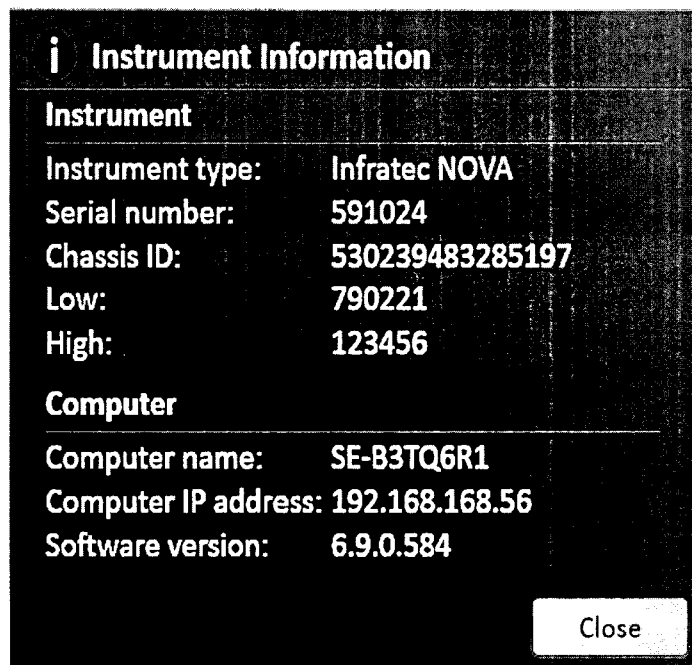 i Instrument Information
Instrument
Instrument type: Infratec NOVA
Serial number: 591024
Chassis ID: 530239483285197
Low: 790221
High: 123456
Computer
Computer name: SE-B3TQ6R1
Computer IP address: 192.168.168.56
Software version: 6.9.0.584
Close